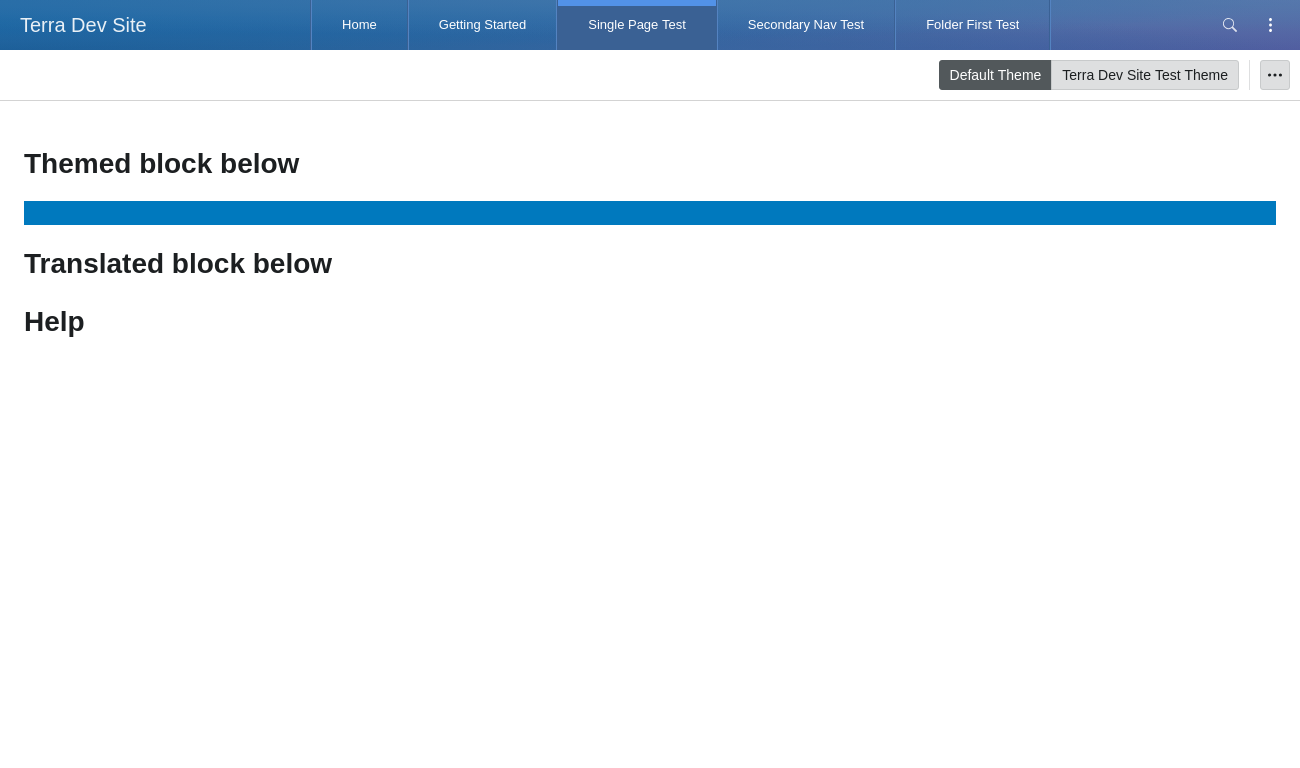 Terra Dev Site
Home
Getting Started
Single Page Test
Secondary Nav Test
Folder First Test
Default Theme
Terra Dev Site Test Theme
Themed block below
Translated block below
Help